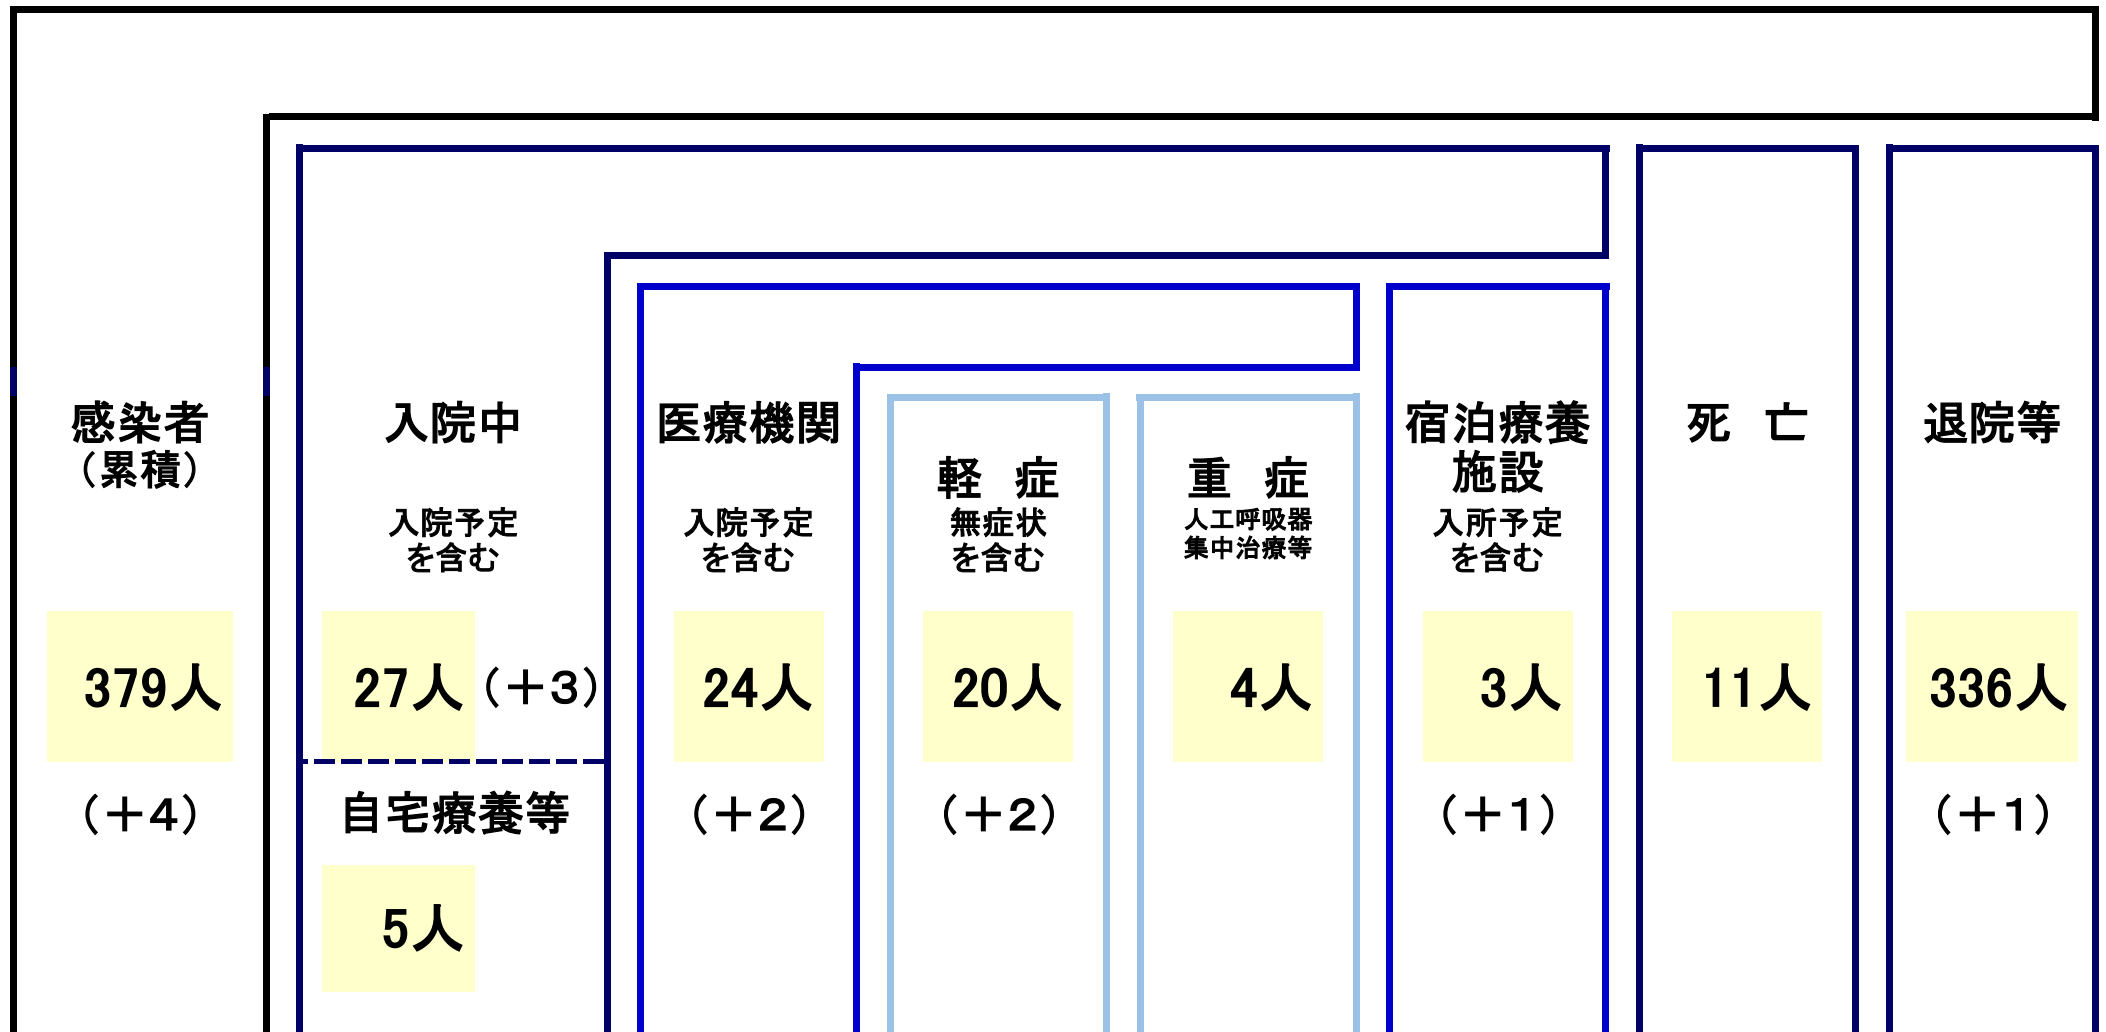 感染者
（累積）
379人
（＋4）
入院中
入院予定
を含む
27人（＋3）
自宅療養等
5人
医療機関
入院予定
を含む
24人
（＋2）
軽　症
無症状
を含む
20人
（＋2）
重　症
人工呼吸器
集中治療等
4人
宿泊療養
施設
入所予定
を含む
3人
（＋1）
死　亡
11人
退院等
336人
（＋1）